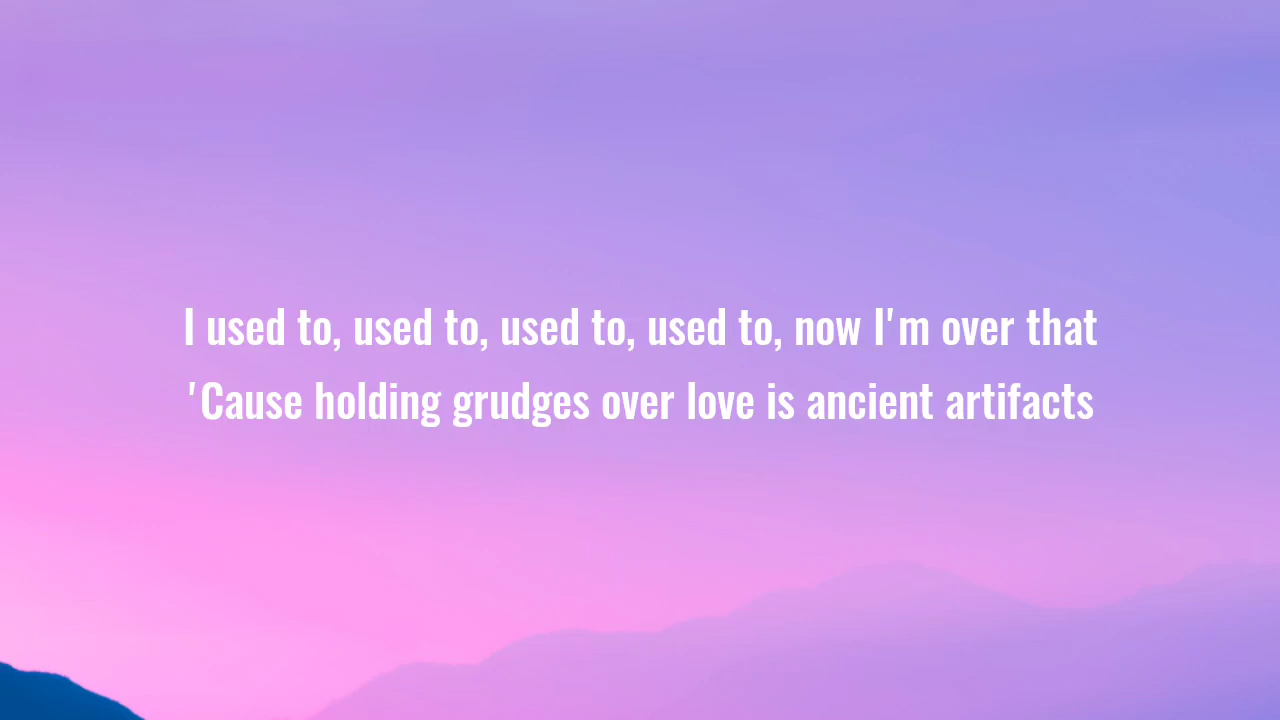 I used to, used to, used to, used to, now I'm over that
'Cause holding grudges over love is ancient artifacts